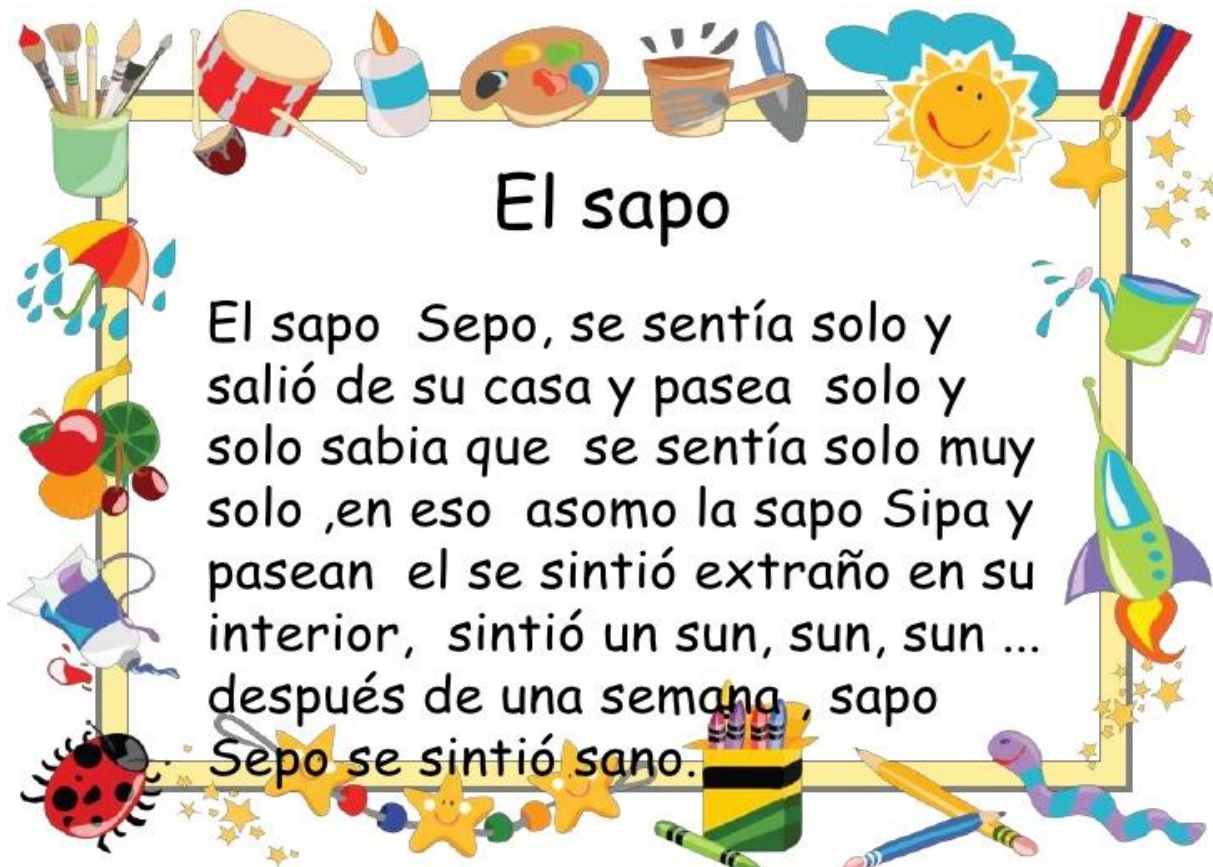 El sapo
El sapo  Sepo, se sentía solo y
salió de su casa y pasea  solo y
solo sabia que  se sentía solo muy
solo ,en eso  asomo la sapo Sipa y
pasean  el se sintió extraño en su
interior,  sintió un sun, sun, sun ...
después de una semana , sapo
Sepo se sintió sano.